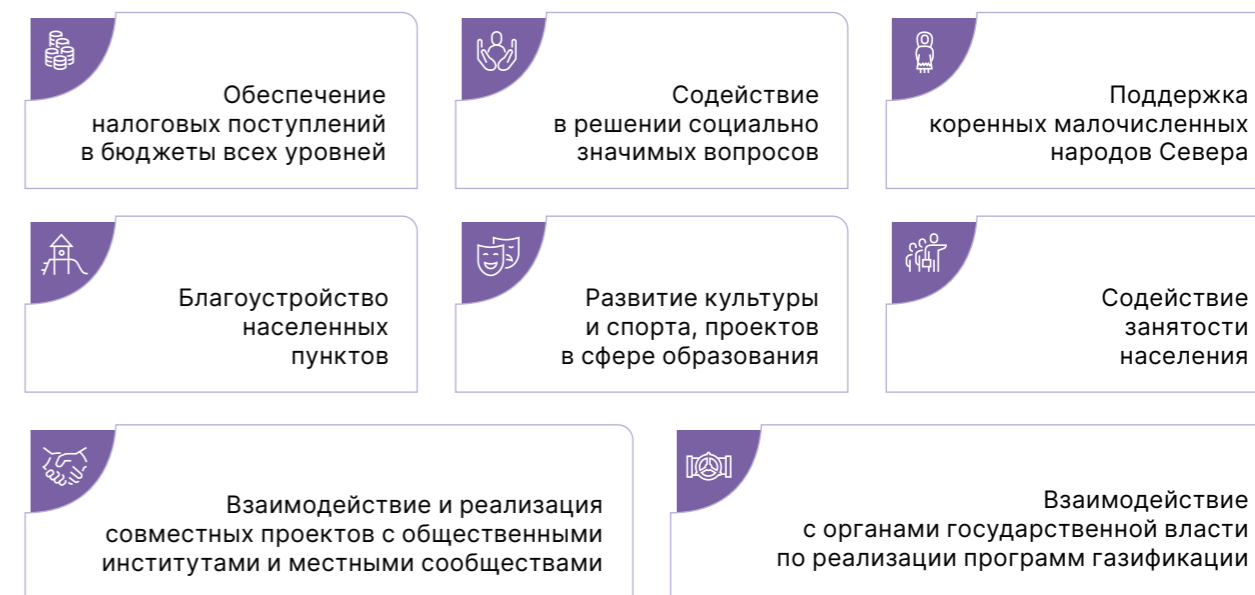 Обеспечение
налоговых поступлений
в бюджеты всех уровней
Содействие
в решении социально
значимых вопросов
Поддержка
коренных малочисленных
народов Севера
Благоустройство
населенных
пунктов
Развитие культуры
и спорта, проектов
в сфере образования
Содействие
занятости
населения
Взаимодействие и реализация
совместных проектов с общественными
институтами и местными сообществами
Взаимодействие
с органами государственной власти
по реализации программ газификации